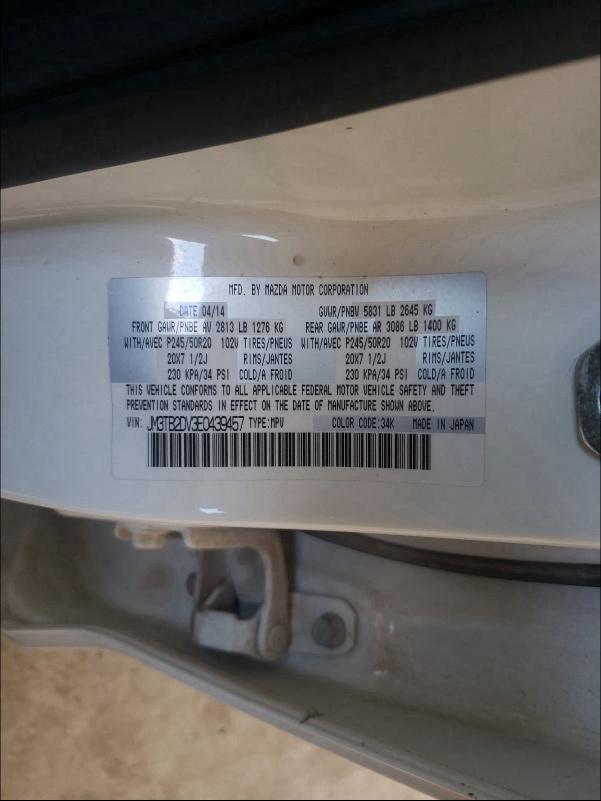 MFD. BY MAZDA MOTOR CORPORATION
DATE 04/14 GVWR/PNBV 5831 LB 2645 KG
FRONT GAWR/PNBE AV 2813 LB 1276 KG REAR GAWR/PNBE AR 3086 LB 1400 KG
WITH/AVEC P245/50R20 102V TIRES/PNEUS WITH/AVEC P245/50R20 102V TIRES/PNEUS
20X7 1/2J RIMS/JANTES 20X7 1/2J RIMS/JANTES
230 KPA/34 PSI COLD/A FROID 230 KPA/34 PSI COLD/A FROID
THIS VEHICLE CONFORMS TO ALL APPLICABLE FEDERAL MOTOR VEHICLE SAFETY AND THEFT
PREVENTION STANDARDS IN EFFECT ON THE DATE OF MANUFACTURE SHOWN ABOVE.
VIN: JM3TB2DV3E0439457 TYPE:MPV COLOR CODE:34K MADE IN JAPAN